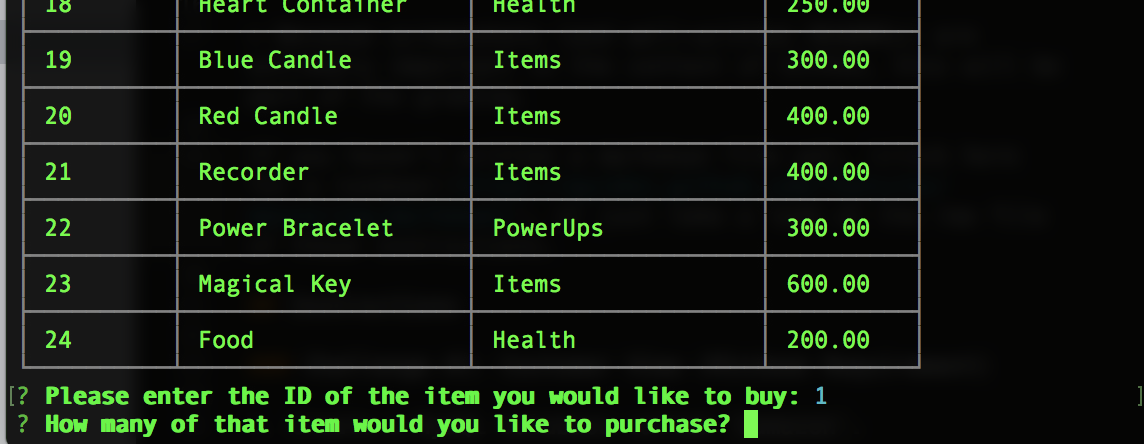 18 Heart Container Health 250.00
19 Blue Candle Items 300.00
20 Red Candle Items 400.00
21 Recorder Items 400.00
22 Power Bracelet PowerUps 300.00
23 Magical Key Items 600.00
24 Food Health 200.00
[? Please enter the ID of the item you would like to buy: 1 ]
? How many of that item would you like to purchase?